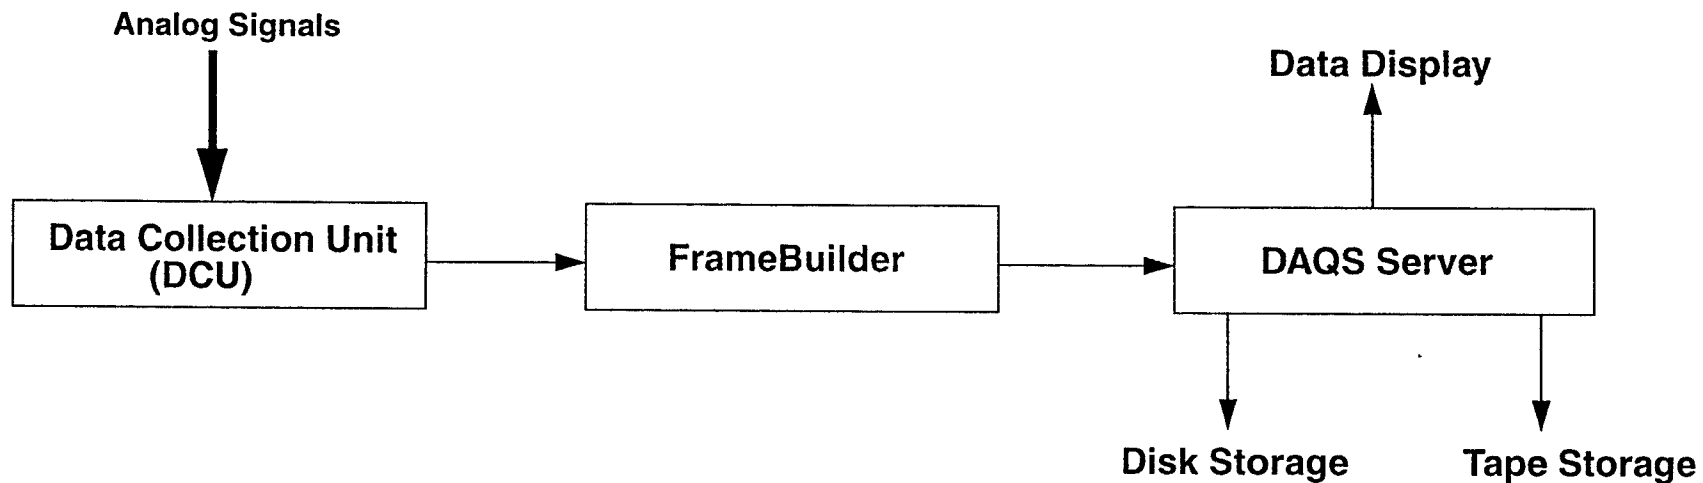 Analog Signals
Data Display
Data Collection Unit
(DCU)
FrameBuilder
DAQS Server
Disk Storage
Tape Storage